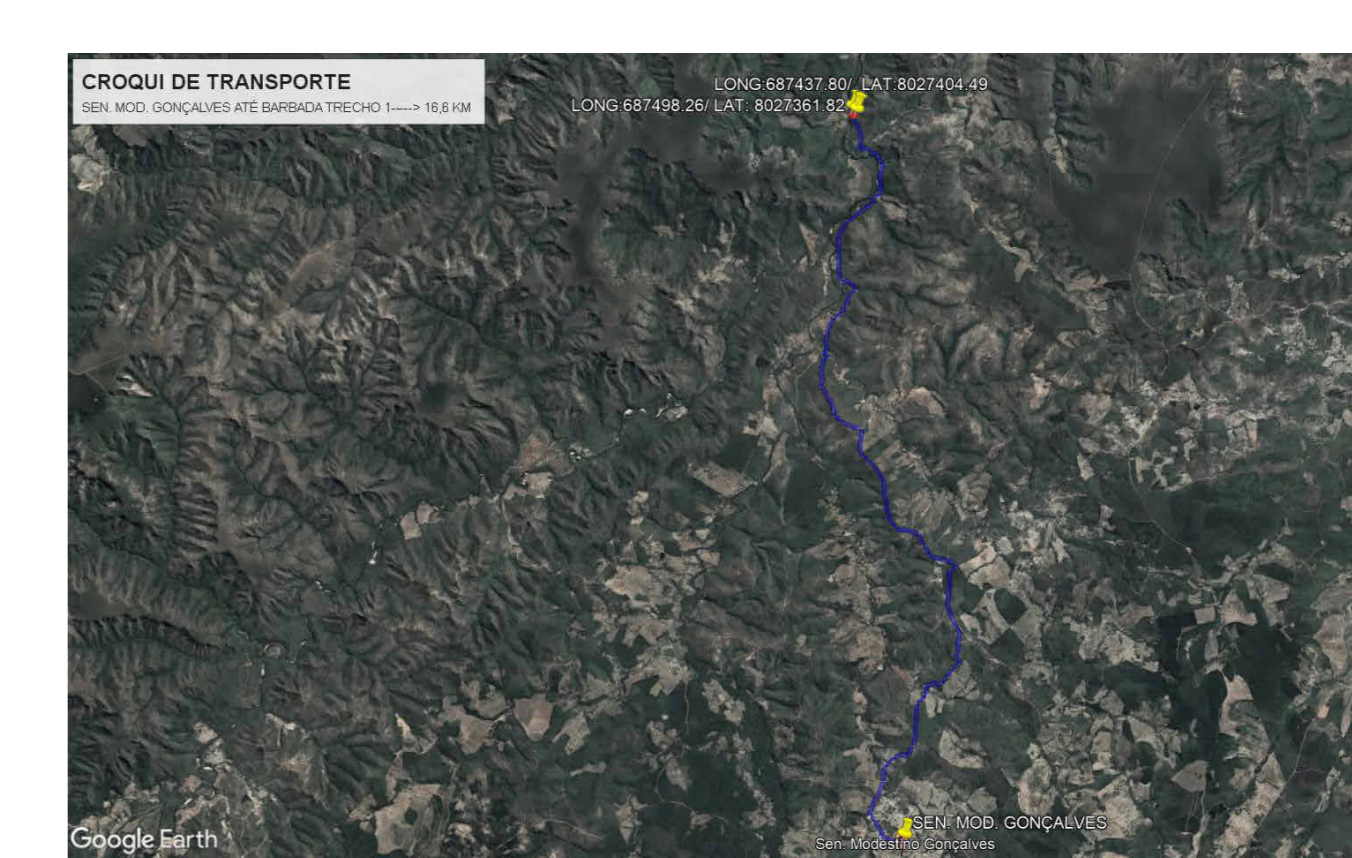 CROQUI DE TRANSPORTE
SEN. MOD. GONÇALVES ATÉ BARBADA TRECHO 1-----> 16,6 KM
LONG:687437.80/ LAT:8027404.49
LONG:687498.26/ LAT: 8027361.82
SEN. MOD. GONÇALVES
Sen. Modestino Gonçalves
Google Earth